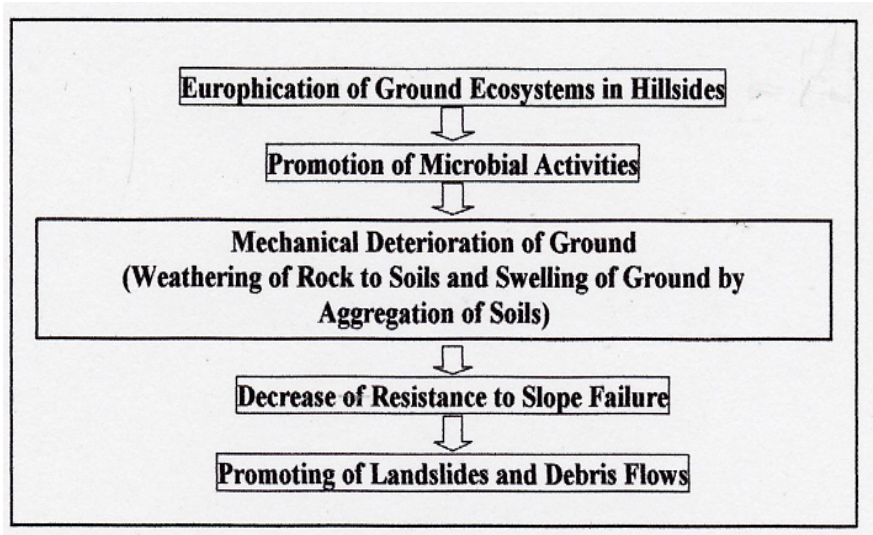 Europhication of Ground Ecosystems in Hillsides
Promotion of Microbial Activities
Mechanical Deterioration of Ground
(Weathering of Rock to Soils and Swelling of Ground by
Aggregation of Soils)
Decrease of Resistance to Slope Failure
Promoting of Landslides and Debris Flows